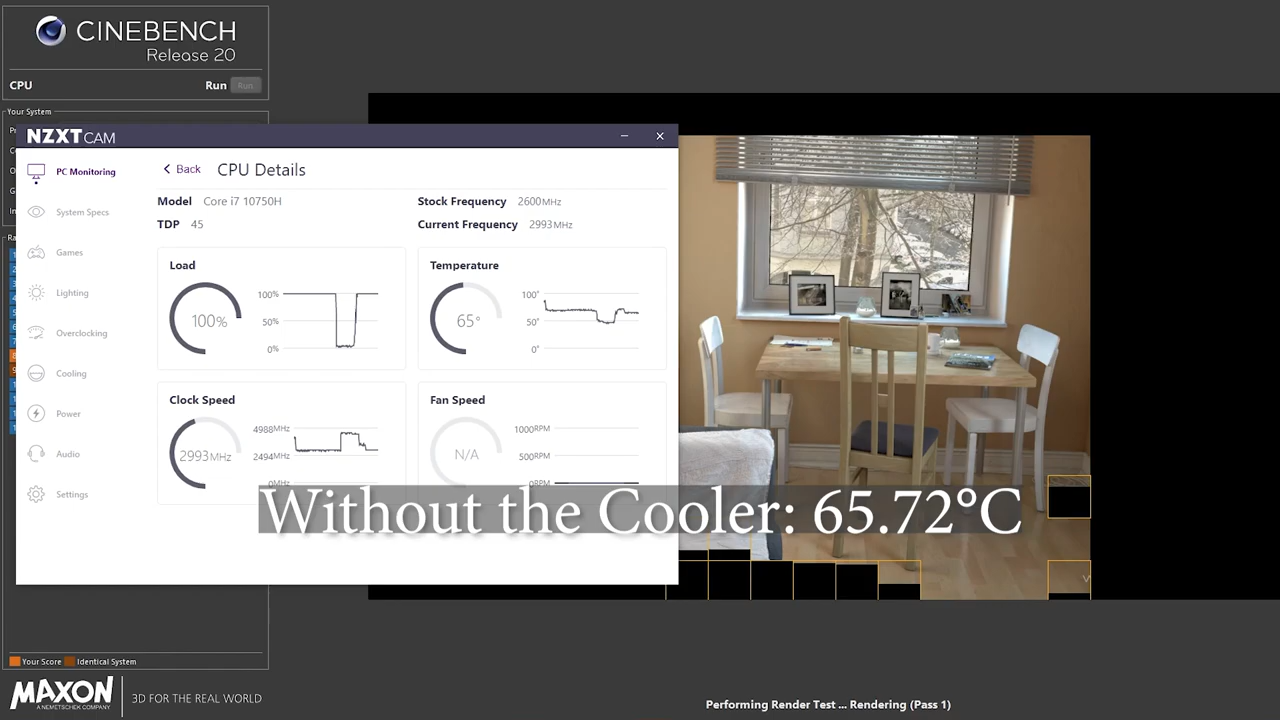 CINEBENCH
Release 20
CPU
Run
Run
Your System
NZXT CAM
PC Monitoring
System Specs
Games
Lighting
Overclocking
Cooling
Power
Audio
Settings
Back
CPU Details
Model Core i7 10750H
TDP 45
Stock Frequency 2600MHz
Current Frequency 2993MHz
Load
100%
100%
50%
0%
Temperature
65°
100°
50°
0°
Clock Speed
2993MHz
4988MHz
2494MHz
0MHz
Fan Speed
N/A
1000RPM
500RPM
0RPM
Without the Cooler: 65.72°C
Your Score
Identical System
MAXON
A NEMETSCHEK COMPANY
3D FOR THE REAL WORLD
Performing Render Test ... Rendering (Pass 1)